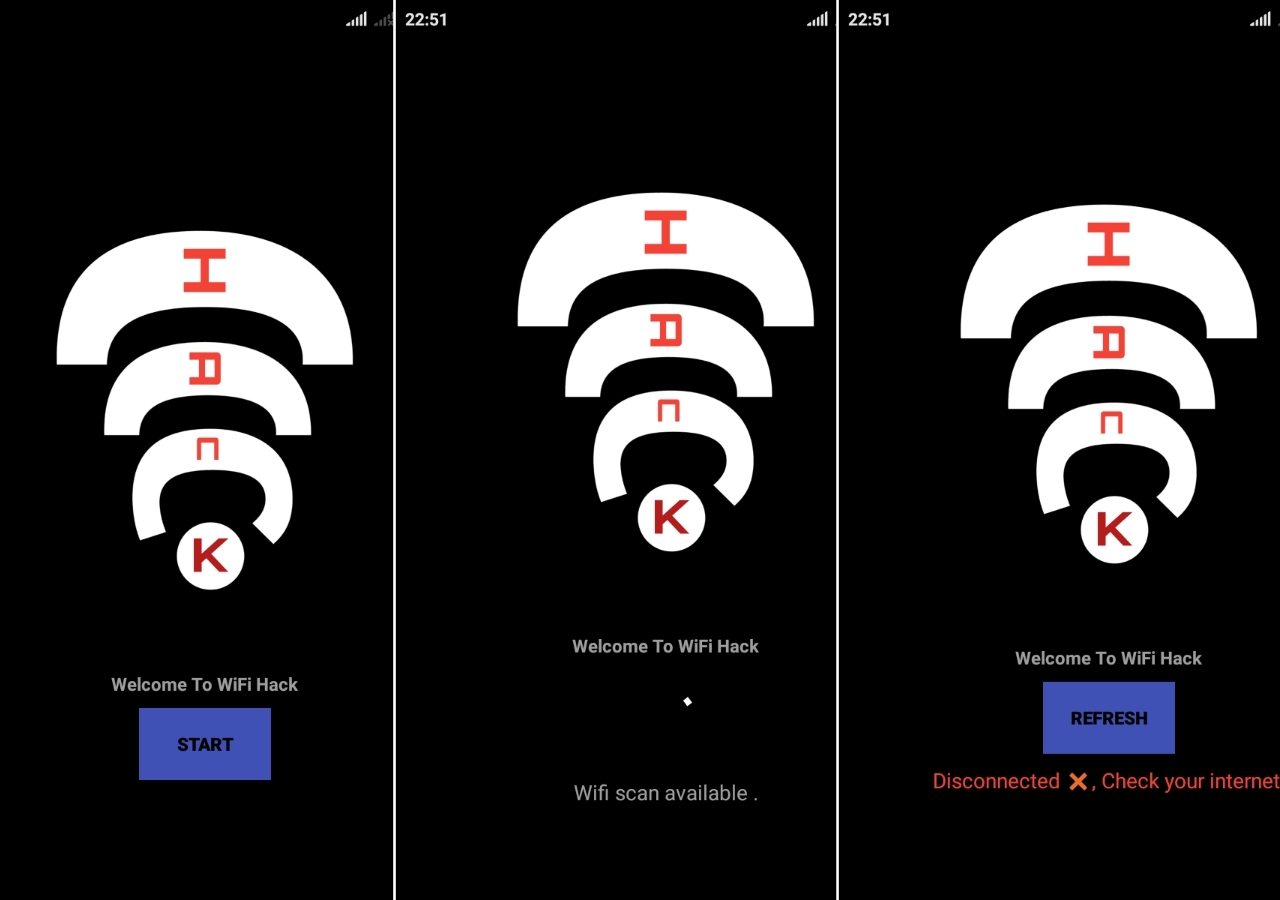 H
A
C
K
Welcome To WiFi Hack
START
22:51
H
A
C
K
Welcome To WiFi Hack
Wifi scan available .
22:51
H
A
C
K
Welcome To WiFi Hack
REFRESH
Disconnected ❌, Check your internet